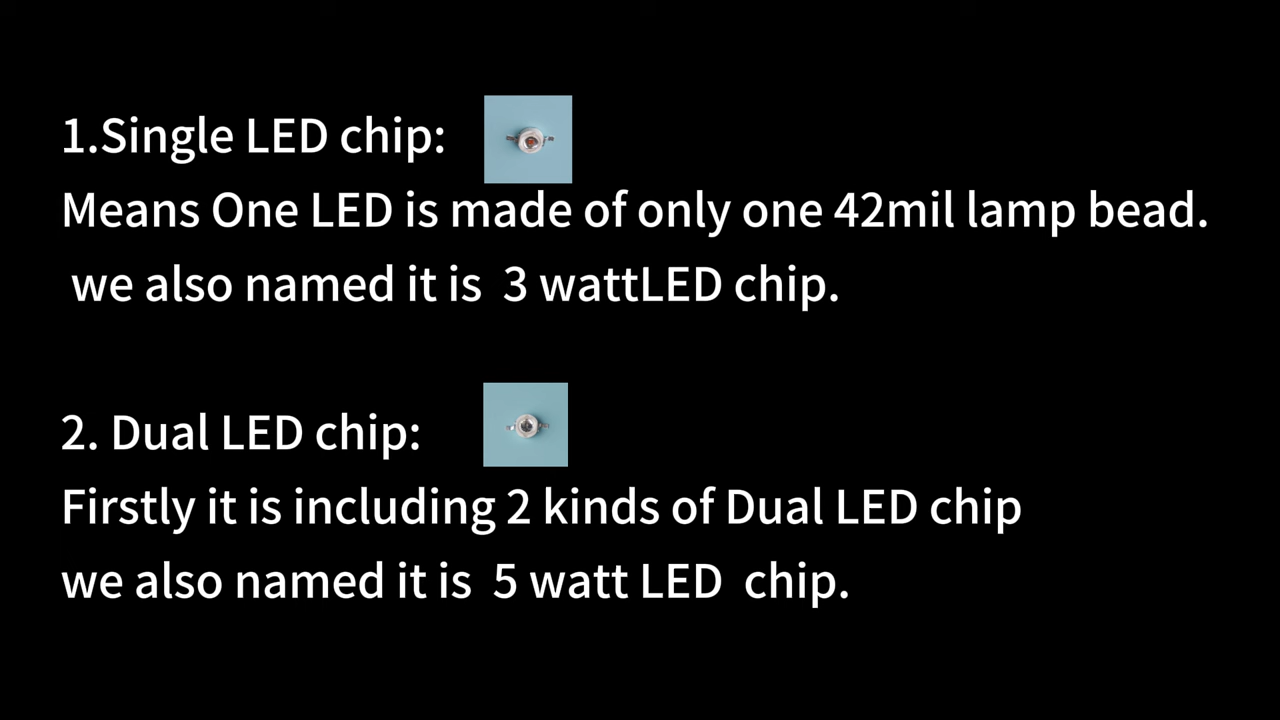 1.Single LED chip:
Means One LED is made of only one 42mil lamp bead.
we also named it is  3 wattLED chip.
2. Dual LED chip:
Firstly it is including 2 kinds of Dual LED chip
we also named it is  5 watt LED  chip.